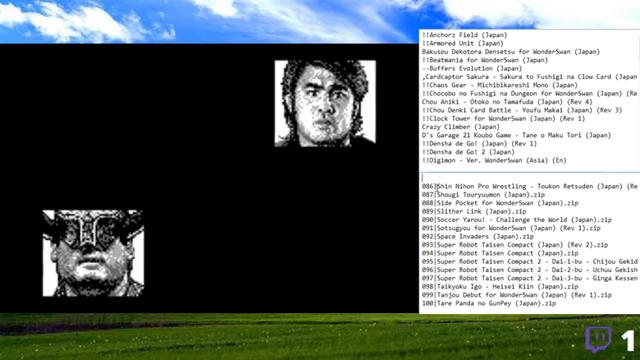 !!Anchorz Field (Japan)
!!Armored Unit (Japan)
Bakusou Dekotora Densetsu for WonderSwan (Japan)
!!Beatmania for WonderSwan (Japan)
--Buffers Evolution (Japan)
,Cardcaptor Sakura - Sakura to Fushigi na Clow Card (Japan
!!Chaos Gear - Michibikareshi Mono (Japan)
!!Chocobo no Fushigi na Dungeon for WonderSwan (Japan) (Re
Chou Aniki - Otoko no Tamafuda (Japan) (Rev 4)
!!Chou Denki Card Battle - Youfu Makai (Japan) (Rev 3)
!!Clock Tower for WonderSwan (Japan) (Rev 1)
Crazy Climber (Japan)
D's Garage 21 Koubo Game - Tane o Maku Tori (Japan)
!!Densha de Go! (Japan) (Rev 1)
!!Densha de Go! 2 (Japan)
!!Digimon - Ver. WonderSwan (Asia) (En)
086|Shin Nihon Pro Wrestling - Toukon Retsuden (Japan) (Re
087|Shougi Touryuumon (Japan).zip
088|Side Pocket for WonderSwan (Japan).zip
089|Slither Link (Japan).zip
090|Soccer Yarou! - Challenge the World (Japan).zip
091|Sotsugyou for WonderSwan (Japan) (Rev 1).zip
092|Space Invaders (Japan).zip
093|Super Robot Taisen Compact (Japan) (Rev 2).zip
094|Super Robot Taisen Compact (Japan).zip
095|Super Robot Taisen Compact 2 - Dai-1-bu - Chijou Gekid
096|Super Robot Taisen Compact 2 - Dai-2-bu - Uchuu Gekish
097|Super Robot Taisen Compact 2 - Dai-3-bu - Ginga Kessen
098|Taikyoku Igo - Heisei Kiin (Japan).zip
099|Tanjou Debut for WonderSwan (Japan) (Rev 1).zip
100|Tare Panda no GunPey (Japan).zip
1